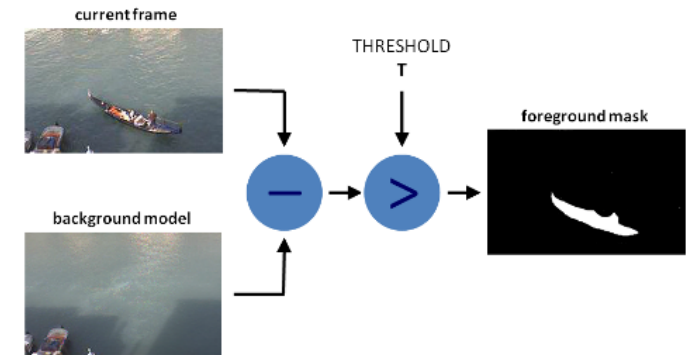 current frame
THRESHOLD
T
foreground mask
−
>
background model